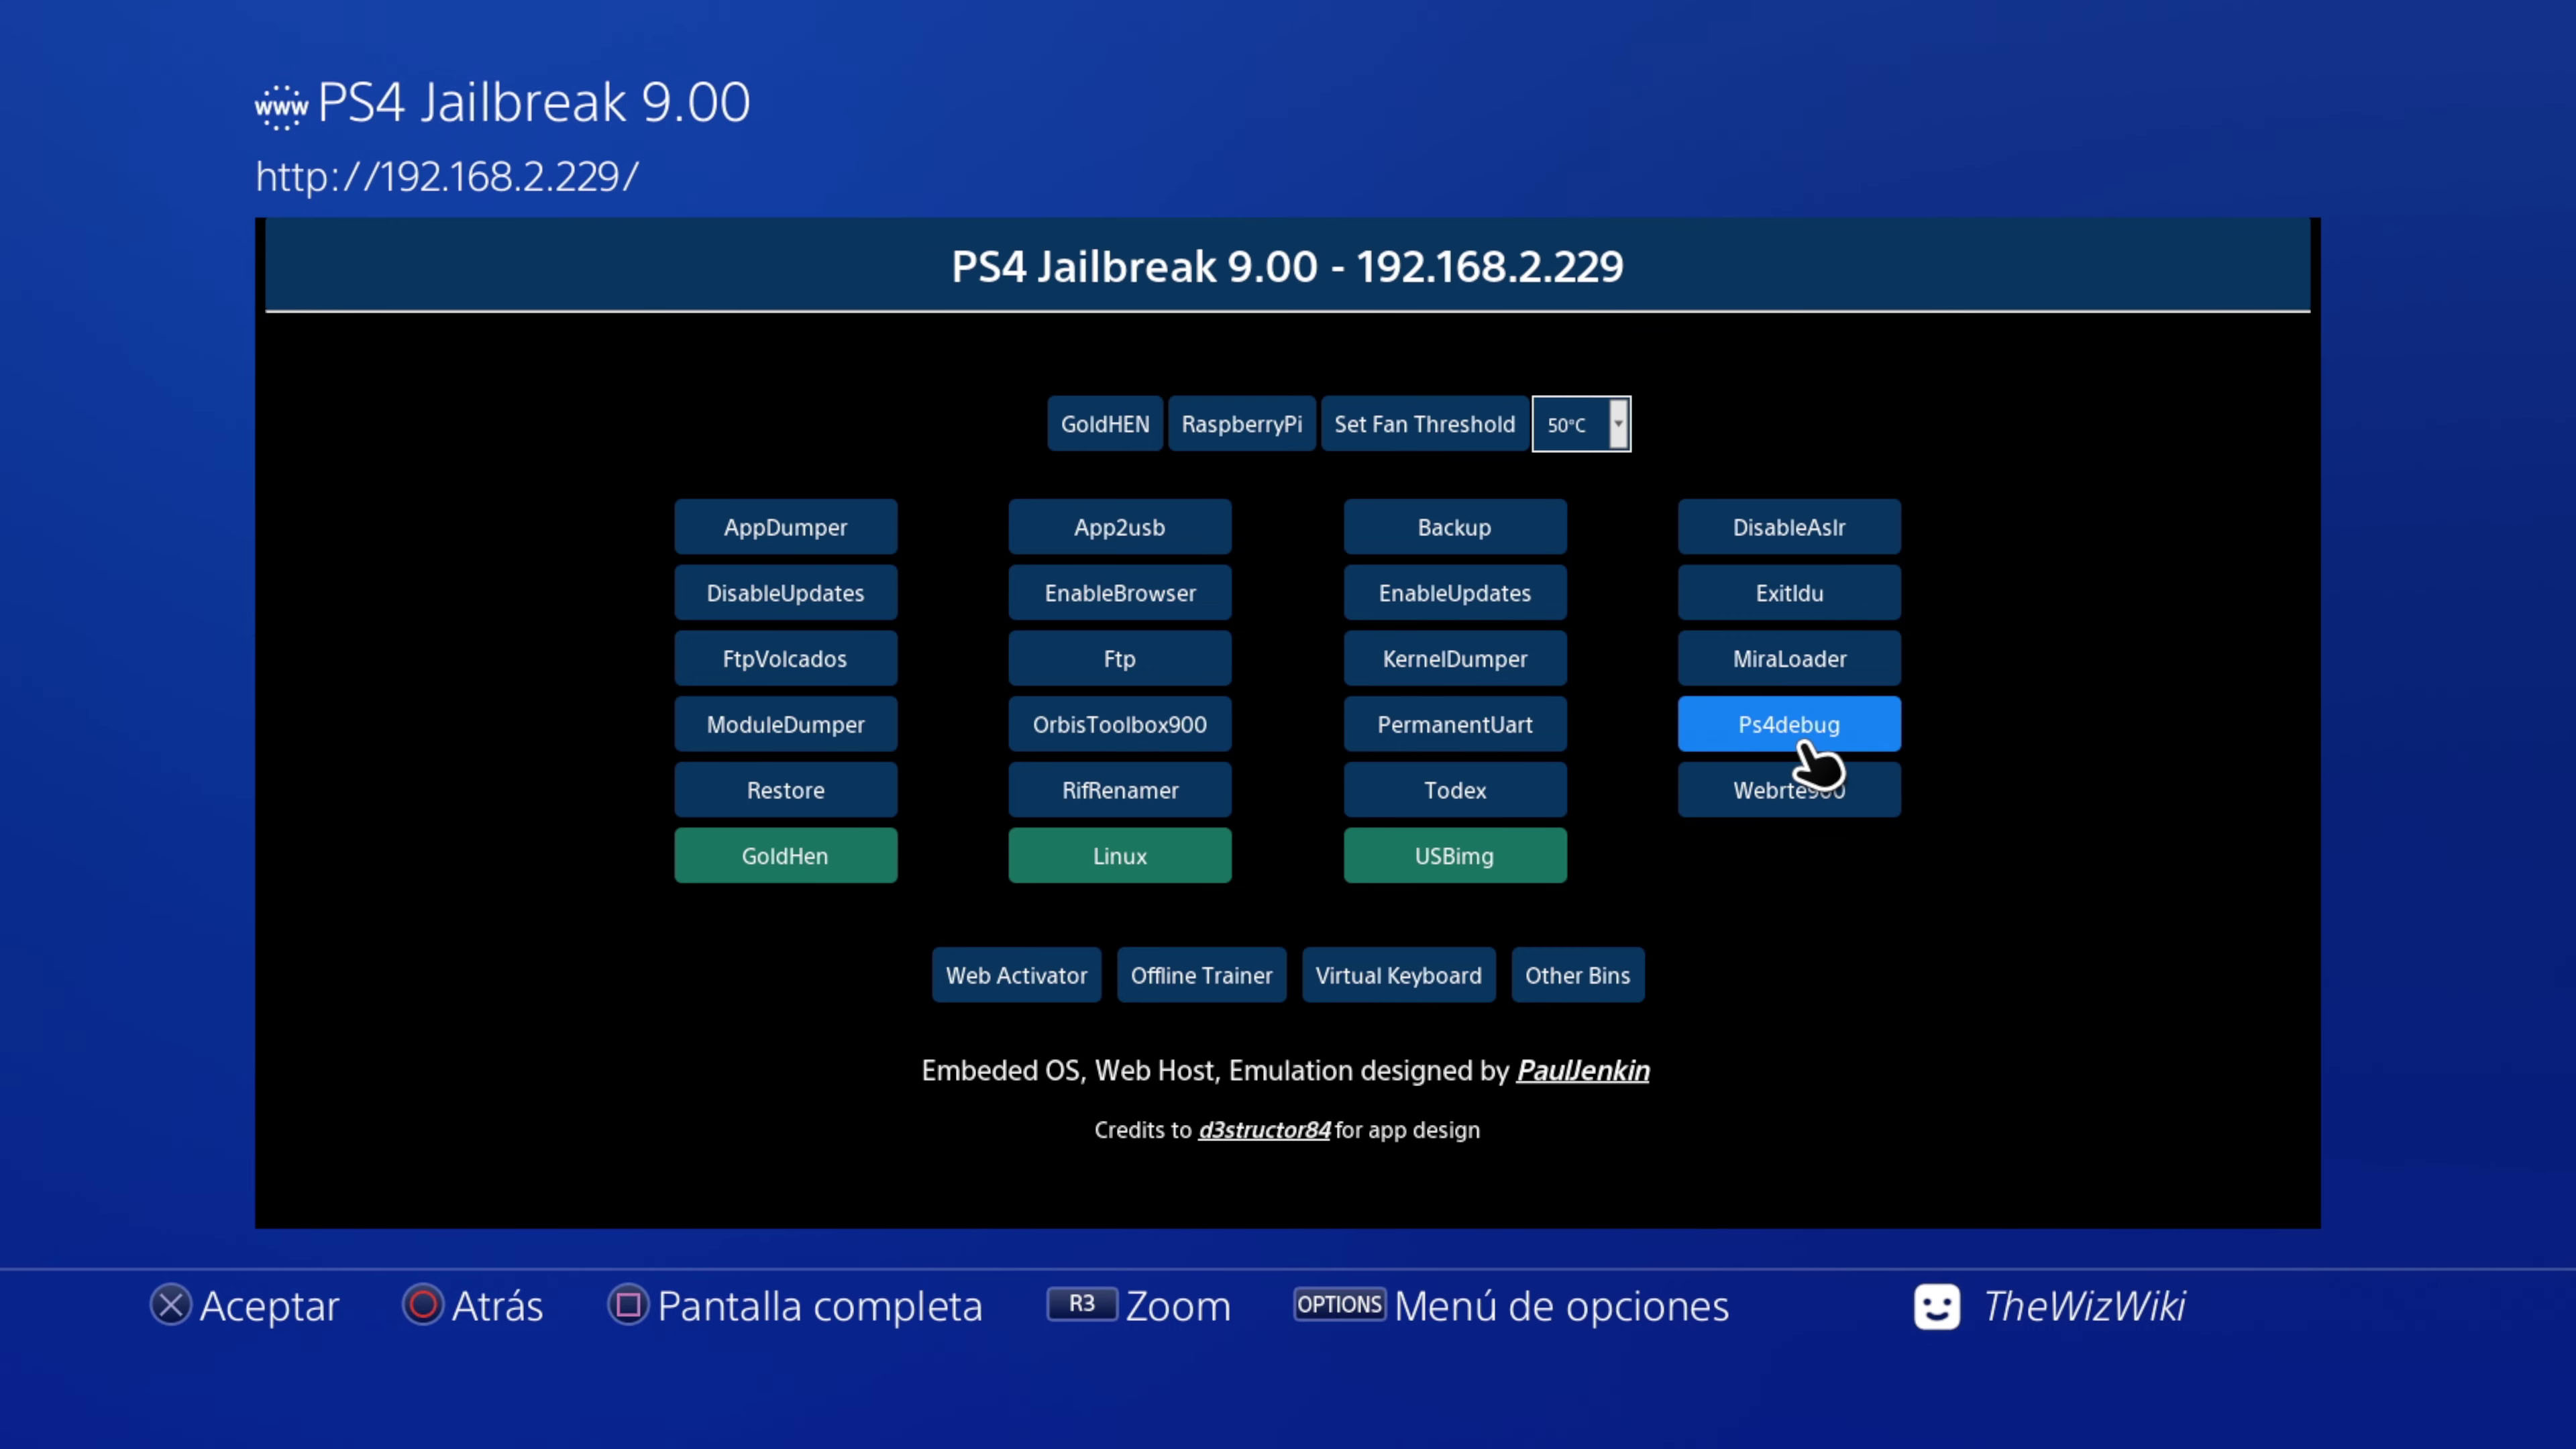 www PS4 Jailbreak 9.00
http://192.168.2.229/
PS4 Jailbreak 9.00 - 192.168.2.229
GoldHEN RaspberryPi Set Fan Threshold 50°C
AppDumper App2usb Backup DisableAslr
DisableUpdates EnableBrowser EnableUpdates ExitIdu
FtpVolcados Ftp KernelDumper MiraLoader
ModuleDumper OrbisToolbox900 PermanentUart Ps4debug
Restore RifRenamer Todex Webrte900
GoldHen Linux USBimg
Web Activator Offline Trainer Virtual Keyboard Other Bins
Embeded OS, Web Host, Emulation designed by PaulJenkin
Credits to d3structor84 for app design
Aceptar Atrás Pantalla completa R3 Zoom OPTIONS Menú de opciones TheWizWiki